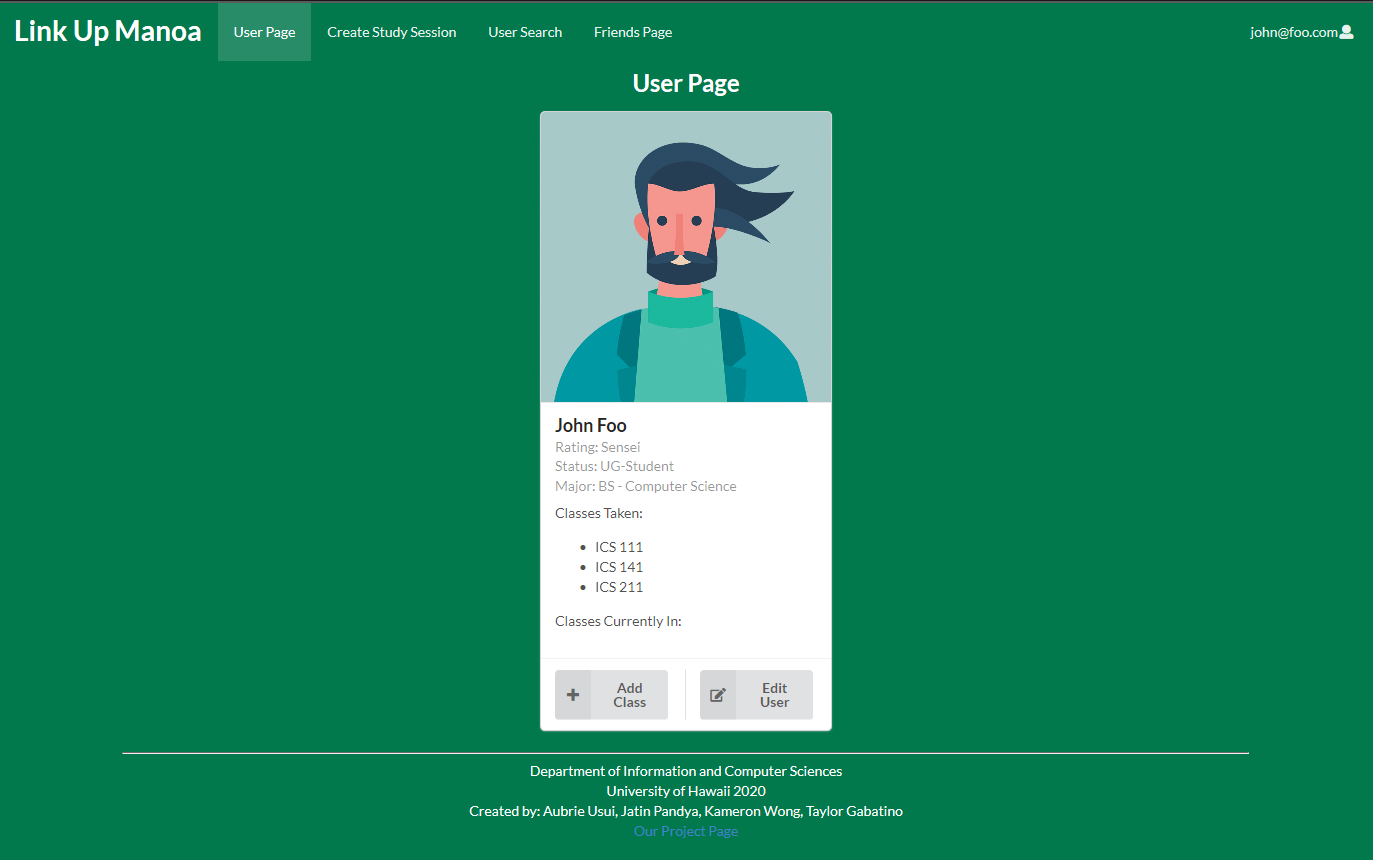 Link Up Manoa
User Page
Create Study Session
User Search
Friends Page
john@foo.com
User Page
John Foo
Rating: Sensei
Status: UG-Student
Major: BS - Computer Science
Classes Taken:
• ICS 111
• ICS 141
• ICS 211
Classes Currently In:
Add
Class
Edit
User
Department of Information and Computer Sciences
University of Hawaii 2020
Created by: Aubrie Usui, Jatin Pandya, Kameron Wong, Taylor Gabatino
Our Project Page